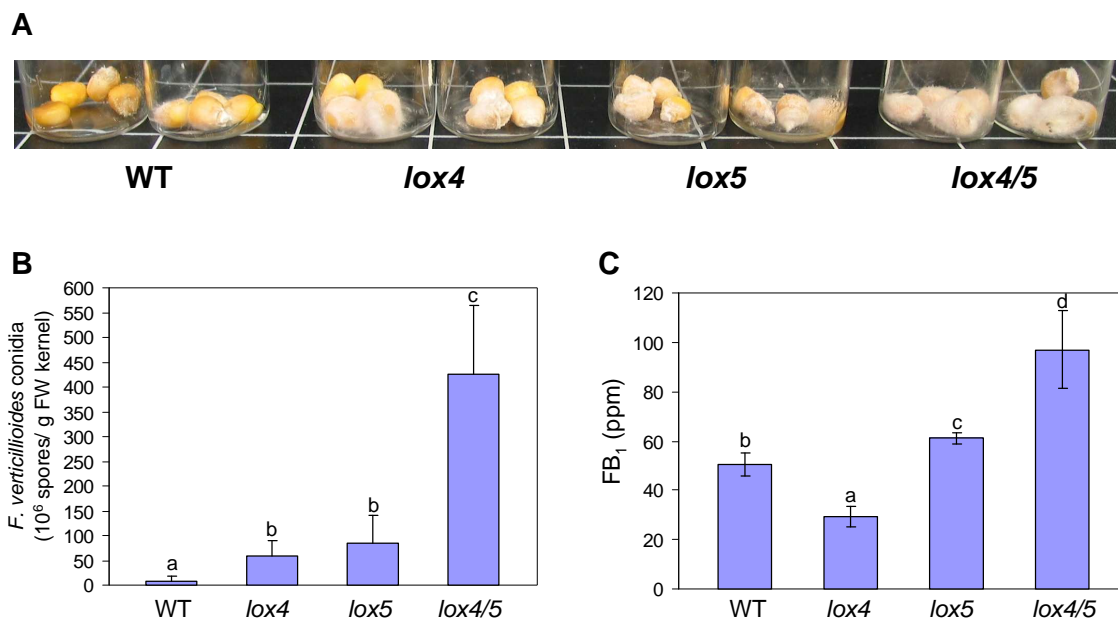 A
WT lox4 lox5 lox4/5
B
F. verticillioides conidia
(10⁶ spores/ g FW kernel)
600
550
500
450
400
350
300
250
200
150
100
50
0
a
b
b
c
WT lox4 lox5 lox4/5
C
FB₁ (ppm)
120
100
80
60
40
20
0
b
a
c
d
WT lox4 lox5 lox4/5